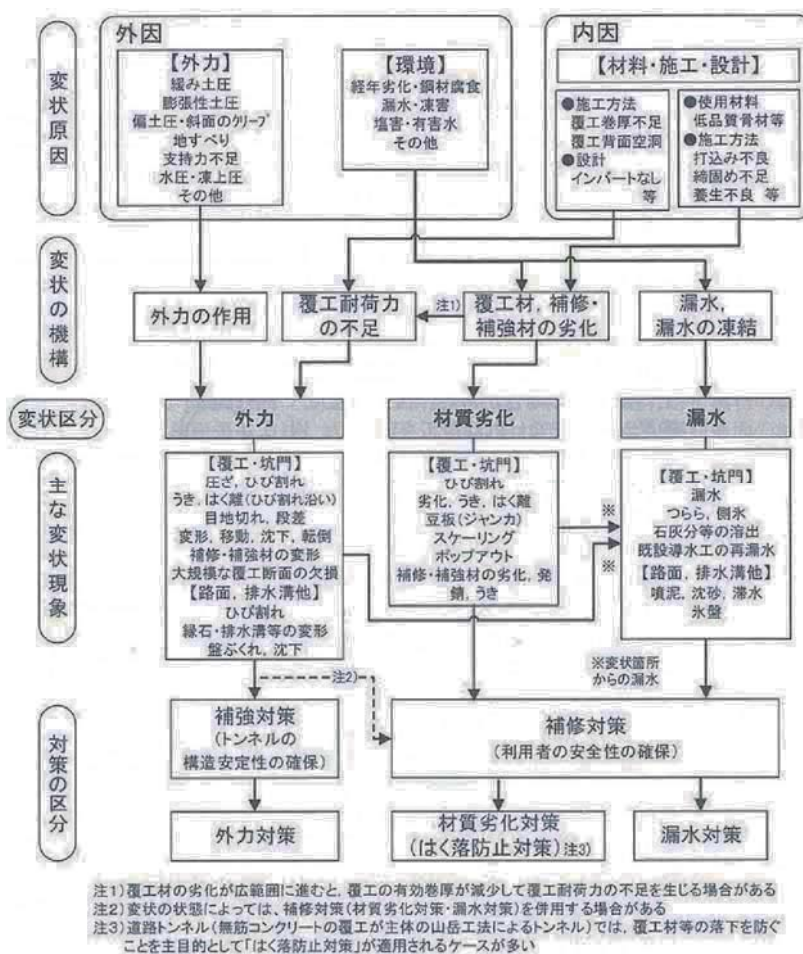 変状原因
外因
【外力】
緩み土圧
膨張性土圧
偏土圧・斜面のクリープ
地すべり
支持力不足
水圧・凍上圧
その他
【環境】
経年劣化・鋼材腐食
漏水・凍害
塩害・有害水
その他
内因
【材料・施工・設計】
●施工方法
覆工巻厚不足
覆工背面空洞
●設計
インバートなし
等
●使用材料
低品質骨材等
●施工方法
打込み不良
締固め不足
養生不良 等
変状の機構
外力の作用
覆工耐荷力
の不足
注1)
覆工材,補修・
補強材の劣化
漏水,
漏水の凍結
変状区分
外力
材質劣化
漏水
主な変状現象
【覆工・坑門】
圧ざ,ひび割れ
うき,はく離(ひび割れ沿い)
目地切れ,段差
変形,移動,沈下,転倒
補修・補強材の変形
大規模な覆工断面の欠損
【路面,排水溝他】
ひび割れ
縁石・排水溝等の変形
盤ぶくれ,沈下
【覆工・坑門】
ひび割れ
劣化,うき,はく離
豆板(ジャンカ)
スケーリング
ポップアウト
補修・補強材の劣化,発
錆,うき
※
※
【覆工・坑門】
漏水
つらら,側氷
石灰分等の溶出
既設導水工の再漏水
【路面,排水溝他】
噴泥,沈砂,滞水
氷盤
※変状箇所
からの漏水
対策の区分
注2)
補強対策
(トンネルの
構造安定性の確保)
補修対策
(利用者の安全性の確保)
外力対策
材質劣化対策
(はく落防止対策)注3)
漏水対策
注1)覆工材の劣化が広範囲に進むと,覆工の有効巻厚が減少して覆工耐荷力の不足を生じる場合がある
注2)変状の状態によっては、補修対策(材質劣化対策・漏水対策)を併用する場合がある
注3)道路トンネル(無筋コンクリートの覆工が主体の山岳工法によるトンネル)では,覆工材等の落下を防ぐ
ことを主目的として「はく落防止対策」が適用されるケースが多い